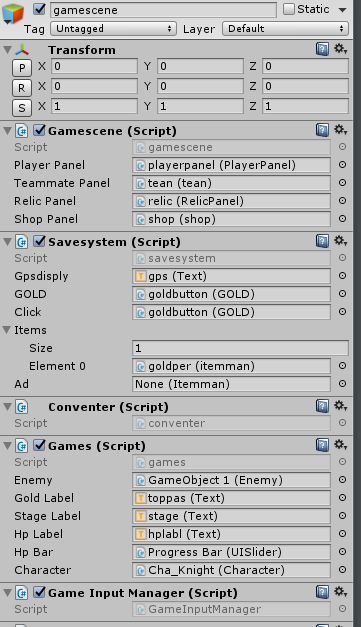 gamescene Static
Tag Untagged Layer Default
Transform
P X 0 Y 0 Z 0
R X 0 Y 0 Z 0
S X 1 Y 1 Z 1
Gamescene (Script)
Script gamescene
Player Panel playerpanel (PlayerPanel)
Teammate Panel tean (tean)
Relic Panel relic (RelicPanel)
Shop Panel shop (shop)
Savesystem (Script)
Script savesystem
Gpsdisply gps (Text)
GOLD goldbutton (GOLD)
Click goldbutton (GOLD)
Items
Size 1
Element 0 goldper (itemman)
Ad None (Itemman)
Conventer (Script)
Script conventer
Games (Script)
Script games
Enemy GameObject 1 (Enemy)
Gold Label toppas (Text)
Stage Label stage (Text)
Hp Label hplabl (Text)
Hp Bar Progress Bar (UISlider)
Character Cha_Knight (Character)
Game Input Manager (Script)
Script GameInputManager